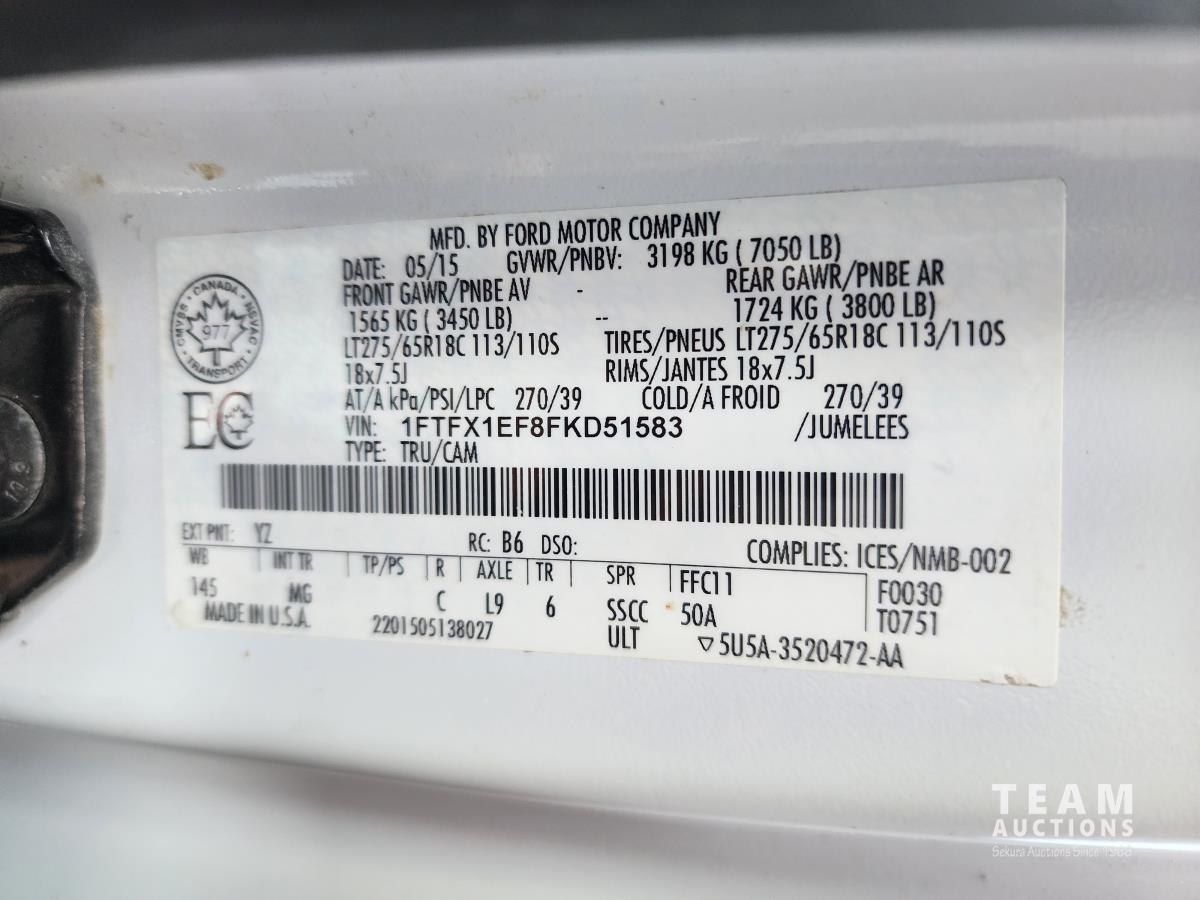 MFD. BY FORD MOTOR COMPANY
DATE: 05/15 GVWR/PNBV: 3198 KG ( 7050 LB)
FRONT GAWR/PNBE AV - REAR GAWR/PNBE AR
1565 KG ( 3450 LB) -- 1724 KG ( 3800 LB)
LT275/65R18C 113/110S TIRES/PNEUS LT275/65R18C 113/110S
18x7.5J RIMS/JANTES 18x7.5J
AT/A kPa/PSI/LPC 270/39 COLD/A FROID 270/39
VIN: 1FTFX1EF8FKD51583 /JUMELEES
TYPE: TRU/CAM
CANADA
CMVSS NSVAC
977
TRANSPORT
EC
EXT PNT: YZ RC: B6 DSO: COMPLIES: ICES/NMB-002
WB INT TR TP/PS R AXLE TR SPR FFC11 F0030
145 MG C L9 6 SSCC 50A T0751
MADE IN U.S.A. 2201505138027 ULT ▽5U5A-3520472-AA
TEAM
AUCTIONS
Sekura Auctions Since 1966